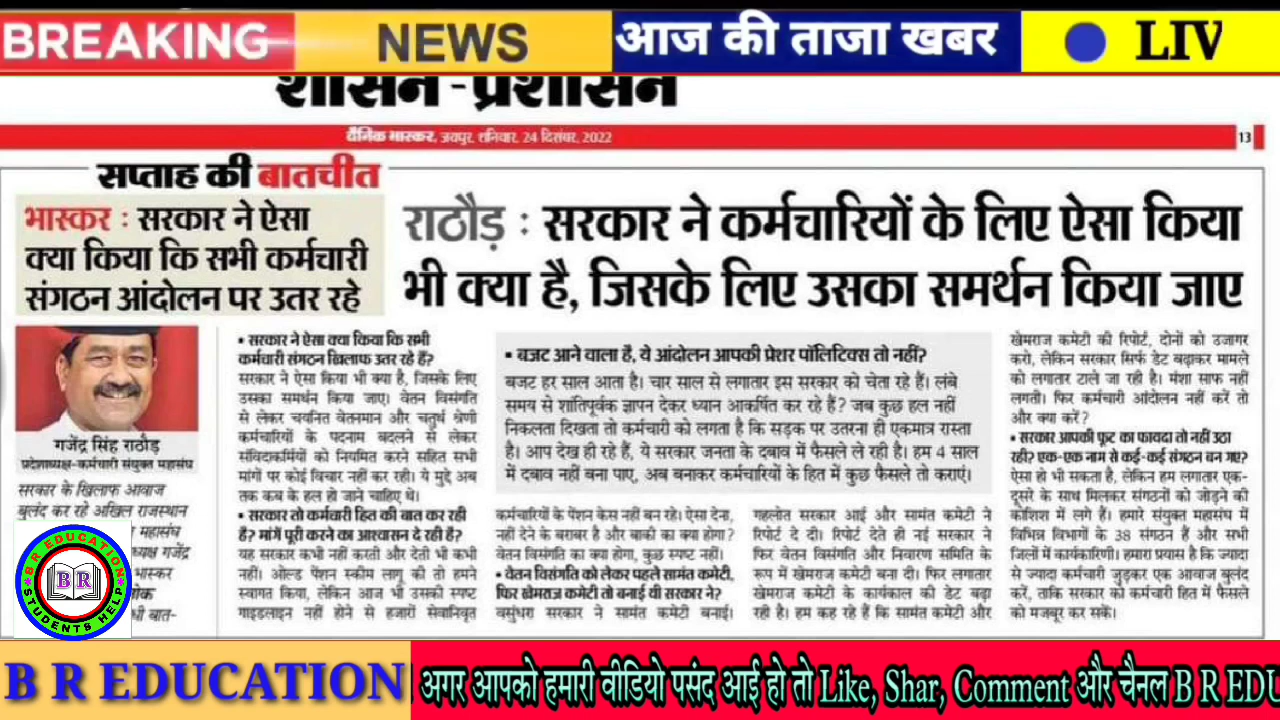 BREAKING
NEWS
आज की ताजा खबर
LIV
शासन-प्रशासन
दैनिक भास्कर, जयपुर, शनिवार, 24 दिसंबर, 2022
13
सप्ताह की बातचीत
भास्कर : सरकार ने ऐसा
क्या किया कि सभी कर्मचारी
संगठन आंदोलन पर उतर रहे
राठौड़ : सरकार ने कर्मचारियों के लिए ऐसा किया
भी क्या है, जिसके लिए उसका समर्थन किया जाए
गजेंद्र सिंह राठौड़
प्रदेशाध्यक्ष-कर्मचारी संयुक्त महासंघ
सरकार के खिलाफ आवाज
बुलंद कर रहे अखिल राजस्थान
महासंघ
ध्यक्ष गजेंद्र
भास्कर
ी बात-
• सरकार ने ऐसा क्या किया कि सभी
कर्मचारी संगठन खिलाफ उतर रहे हैं?
सरकार ने ऐसा किया भी क्या है, जिसके लिए
उसका समर्थन किया जाए। वेतन विसंगति
से लेकर चयनित वेतनमान और चतुर्थ श्रेणी
कर्मचारियों के पदनाम बदलने से लेकर
संविदाकर्मियों को नियमित करने सहित सभी
मांगों पर कोई विचार नहीं कर रही। ये मुद्दे अब
तक कब के हल हो जाने चाहिए थे।
• सरकार तो कर्मचारी हित की बात कर रही
है? मांगें पूरी करने का आश्वासन दे रही है?
यह सरकार कभी नहीं करती और देती भी कभी
नहीं। ओल्ड पेंशन स्कीम लागू की तो हमने
स्वागत किया, लेकिन आज भी उसकी स्पष्ट
गाइडलाइन नहीं होने से हजारों सेवानिवृत
• बजट आने वाला है, ये आंदोलन आपकी प्रेशर पॉलिटिक्स तो नहीं?
बजट हर साल आता है। चार साल से लगातार इस सरकार को चेता रहे हैं। लंबे
समय से शांतिपूर्वक ज्ञापन देकर ध्यान आकर्षित कर रहे हैं? जब कुछ हल नहीं
निकलता दिखता तो कर्मचारी को लगता है कि सड़क पर उतरना ही एकमात्र रास्ता
है। आप देख ही रहे हैं, ये सरकार जनता के दबाव में फैसले ले रही है। हम 4 साल
में दबाव नहीं बना पाए, अब बनाकर कर्मचारियों के हित में कुछ फैसले तो कराएं।
कर्मचारियों के पेंशन केस नहीं बन रहे। ऐसा देना,
नहीं देने के बराबर है और बाकी का क्या होगा?
वेतन विसंगति का क्या होगा, कुछ स्पष्ट नहीं।
• वेतन विसंगति को लेकर पहले सामंत कमेटी,
फिर खेमराज कमेटी तो बनाई थी सरकार ने?
वसुंधरा सरकार ने सामंत कमेटी बनाई।
गहलोत सरकार आई और सामंत कमेटी ने
रिपोर्ट दे दी। रिपोर्ट देते ही नई सरकार ने
फिर वेतन विसंगति और निवारण समिति के
रूप में खेमराज कमेटी बना दी। फिर लगातार
खेमराज कमेटी के कार्यकाल की डेट बढ़ा
रही है। हम कह रहे हैं कि सामंत कमेटी और
खेमराज कमेटी की रिपोर्ट, दोनों को उजागर
करो, लेकिन सरकार सिर्फ डेट बढ़ाकर मामले
को लगातार टाले जा रही है। मंशा साफ नहीं
लगती। फिर कर्मचारी आंदोलन नहीं करें तो
और क्या करें?
• सरकार आपकी फूट का फायदा तो नहीं उठा
रही? एक-एक नाम से कई-कई संगठन बन गए?
ऐसा हो भी सकता है, लेकिन हम लगातार एक-
दूसरे के साथ मिलकर संगठनों को जोड़ने की
कोशिश में लगे हैं। हमारे संयुक्त महासंघ में
विभिन्न विभागों के 38 संगठन हैं और सभी
जिलों में कार्यकारिणी। हमारा प्रयास है कि ज्यादा
से ज्यादा कर्मचारी जुड़कर एक आवाज बुलंद
करें, ताकि सरकार को कर्मचारी हित में फैसले
को मजबूर कर सकें।
B R EDUCATION
BR
STUDENTS HELP
B R EDUCATION
अगर आपको हमारी वीडियो पसंद आई हो तो Like, Shar, Comment और चैनल B R EDU